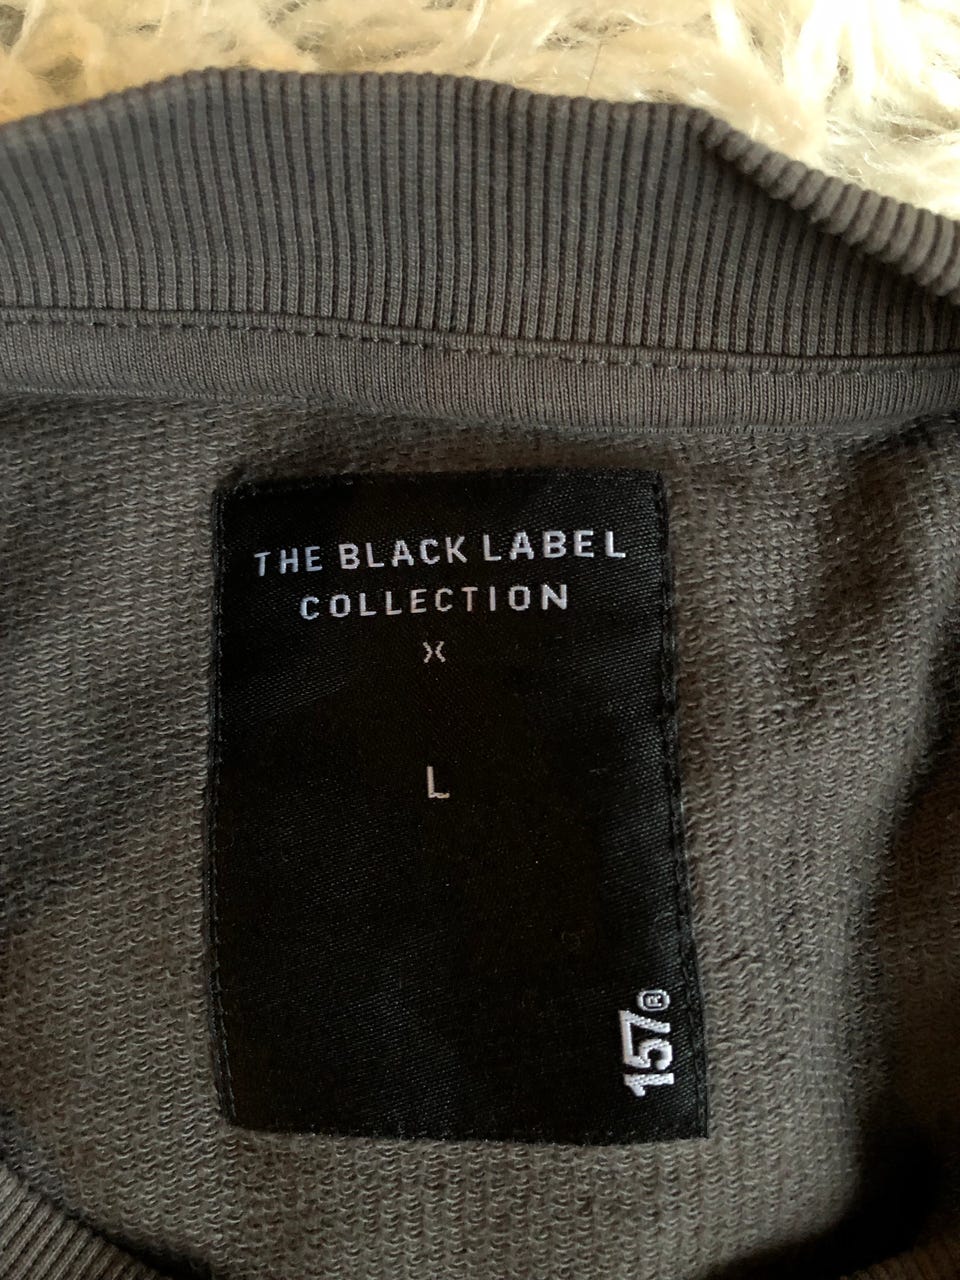 THE BLACK LABEL
COLLECTION
X
L
157®